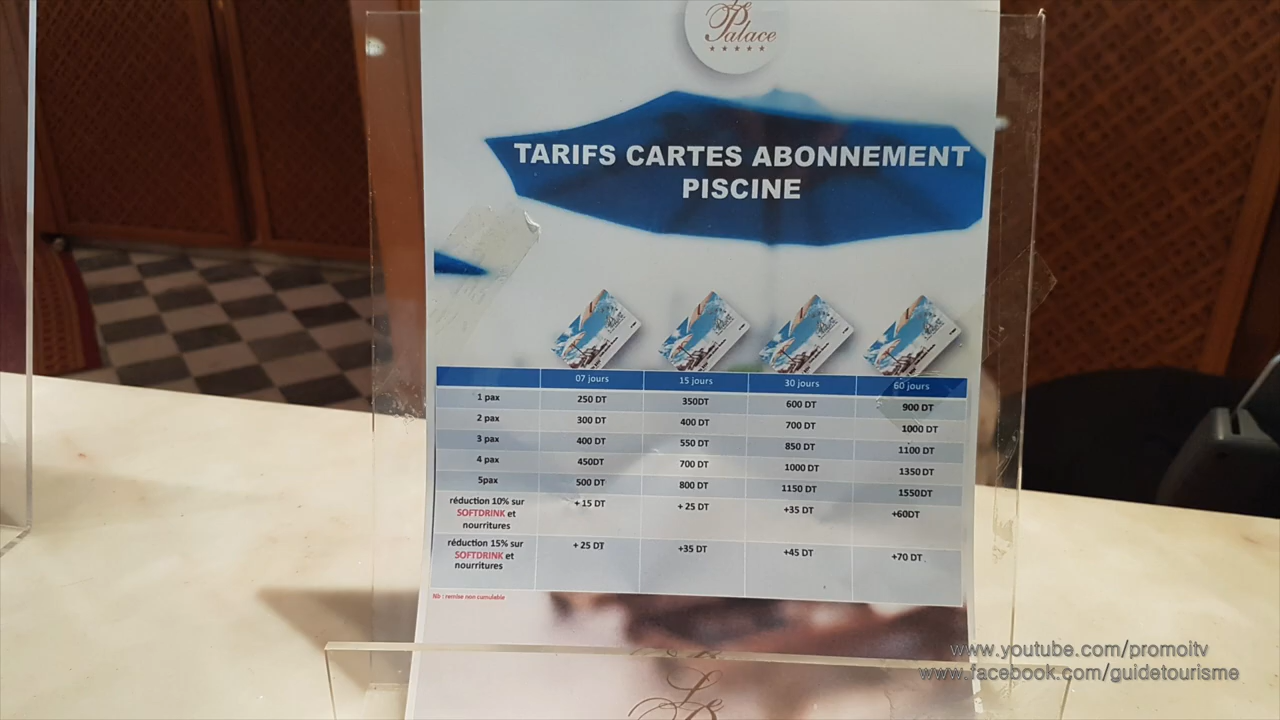 Le
Palace
TARIFS CARTES ABONNEMENT
PISCINE
07 jours 15 jours 30 jours 60 jours
1 pax 250 DT 350DT 600 DT 900 DT
2 pax 300 DT 400 DT 700 DT 1000 DT
3 pax 400 DT 550 DT 850 DT 1100 DT
4 pax 450DT 700 DT 1000 DT 1350 DT
5pax 500 DT 800 DT 1150 DT 1550DT
réduction 10% sur
SOFTDRINK et
nourritures
+ 15 DT + 25 DT +35 DT +60DT
réduction 15% sur
SOFTDRINK et
nourritures
+ 25 DT +35 DT +45 DT +70 DT
Nb : remise non cumulable
www.youtube.com/promoitv
www.facebook.com/guidetourisme